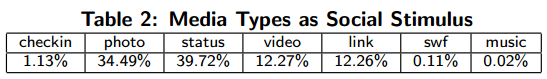 Table 2: Media Types as Social Stimulus
checkin photo status video link swf music
1.13% 34.49% 39.72% 12.27% 12.26% 0.11% 0.02%